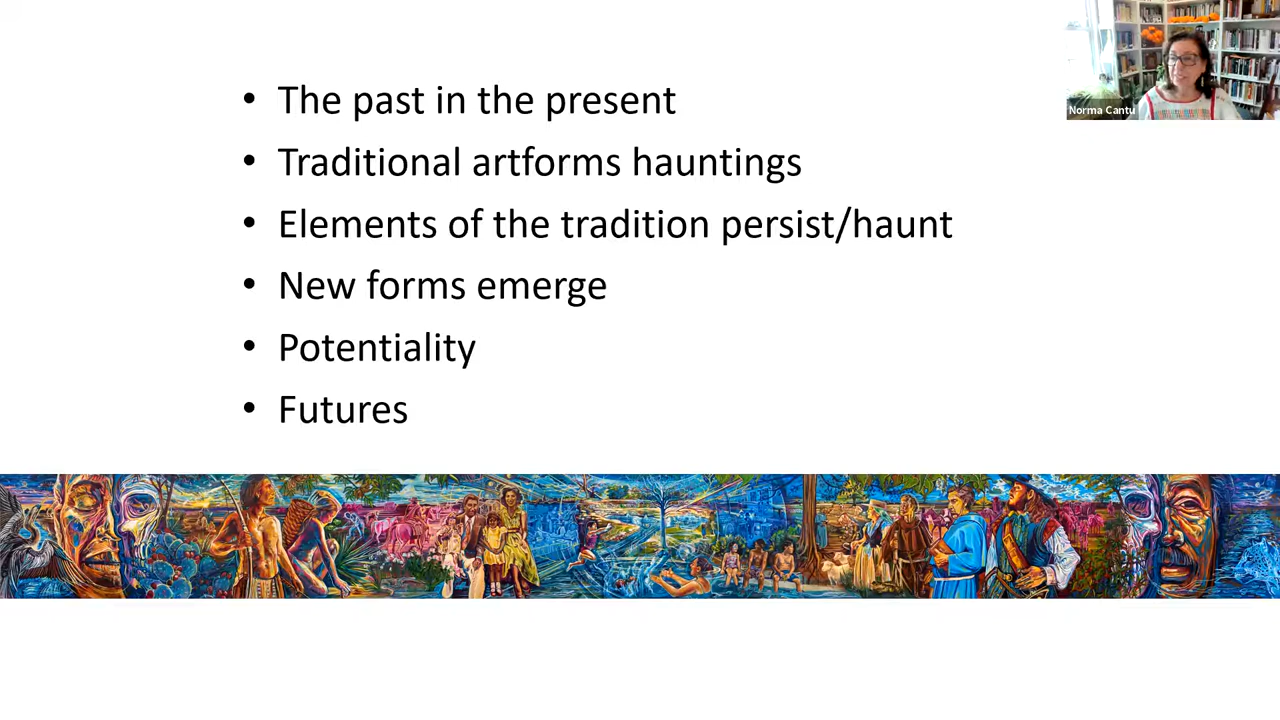 • The past in the present
• Traditional artforms hauntings
• Elements of the tradition persist/haunt
• New forms emerge
• Potentiality
• Futures
Norma Cantu